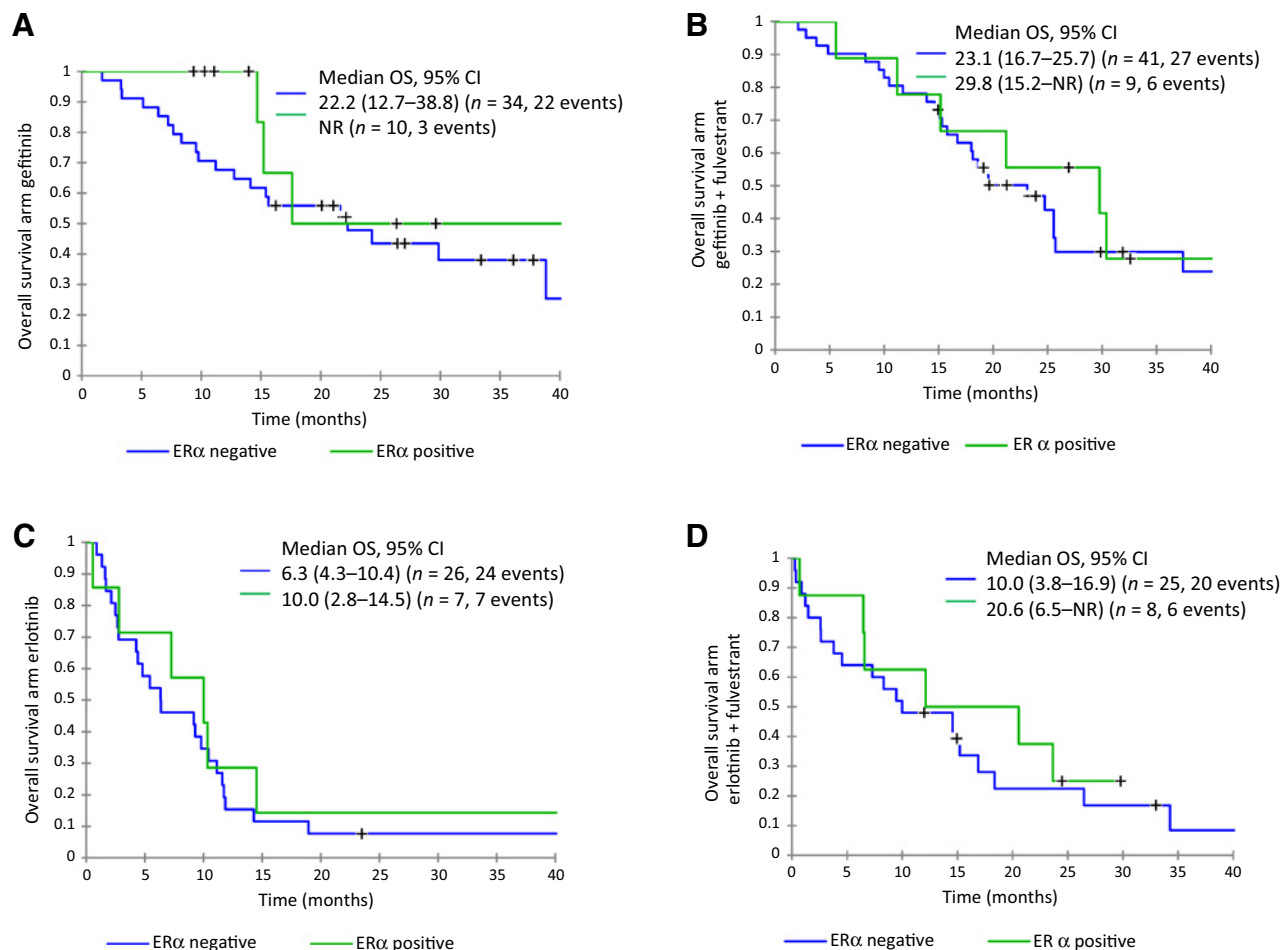 A
Overall survival arm gefitinib
Median OS, 95% CI
22.2 (12.7–38.8) (n = 34, 22 events)
NR (n = 10, 3 events)
1
0.9
0.8
0.7
0.6
0.5
0.4
0.3
0.2
0.1
0
0 5 10 15 20 25 30 35 40
Time (months)
ERα negative ERα positive
B
Overall survival arm
gefitinib + fulvestrant
Median OS, 95% CI
23.1 (16.7–25.7) (n = 41, 27 events)
29.8 (15.2–NR) (n = 9, 6 events)
1
0.9
0.8
0.7
0.6
0.5
0.4
0.3
0.2
0.1
0
0 5 10 15 20 25 30 35 40
Time (months)
ERα negative ER α positive
C
Overall survival arm erlotinib
Median OS, 95% CI
6.3 (4.3–10.4) (n = 26, 24 events)
10.0 (2.8–14.5) (n = 7, 7 events)
1
0.9
0.8
0.7
0.6
0.5
0.4
0.3
0.2
0.1
0
0 5 10 15 20 25 30 35 40
Time (months)
ERα negative ERα positive
D
Overall survival arm
erlotinib + fulvestrant
Median OS, 95% CI
10.0 (3.8–16.9) (n = 25, 20 events)
20.6 (6.5–NR) (n = 8, 6 events)
1
0.9
0.8
0.7
0.6
0.5
0.4
0.3
0.2
0.1
0
0 5 10 15 20 25 30 35 40
Time (months)
ERα negative ER α positive